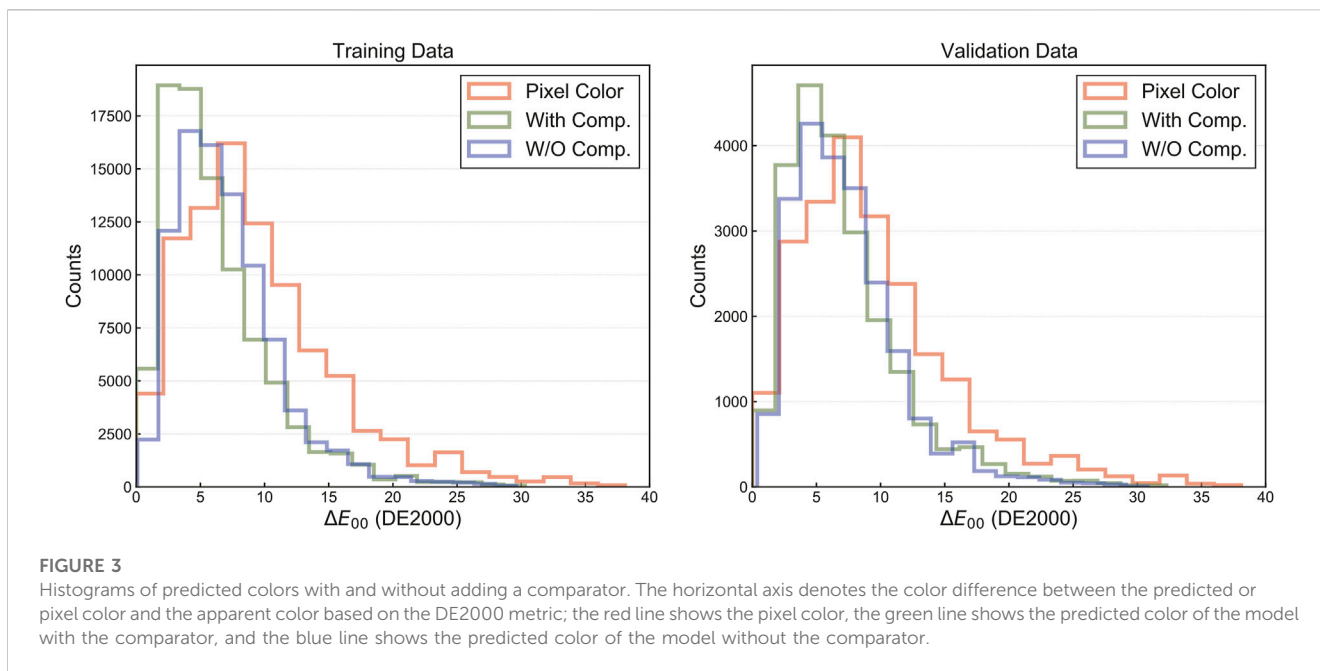 Training Data
Pixel Color
With Comp.
W/O Comp.
Counts
17500
15000
12500
10000
7500
5000
2500
0
0 5 10 15 20 25 30 35 40
ΔE₀₀ (DE2000)
Validation Data
Pixel Color
With Comp.
W/O Comp.
Counts
4000
3000
2000
1000
0
0 5 10 15 20 25 30 35 40
ΔE₀₀ (DE2000)
FIGURE 3
Histograms of predicted colors with and without adding a comparator. The horizontal axis denotes the color difference between the predicted or
pixel color and the apparent color based on the DE2000 metric; the red line shows the pixel color, the green line shows the predicted color of the model
with the comparator, and the blue line shows the predicted color of the model without the comparator.